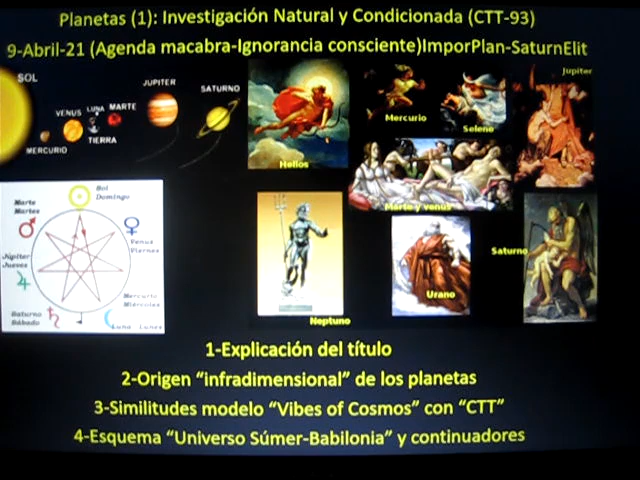 Planetas (1): Investigación Natural y Condicionada (CTT-93)
9-Abril-21 (Agenda macabra-Ignorancia consciente)ImporPlan-SaturnElit
SOL
MERCURIO
VENUS
LUNA
TIERRA
MARTE
JUPITER
SATURNO
Helios
Mercurio
Selene
Jupiter
Marte y venus
Sol
Domingo
Marte
Martes
Venus
Viernes
Júpiter
Jueves
Mercurio
Miércoles
Saturno
Sábado
Luna Lunes
Neptuno
Urano
Saturno
1-Explicación del título
2-Origen “infradimensional” de los planetas
3-Similitudes modelo “Vibes of Cosmos” con “CTT”
4-Esquema “Universo Súmer-Babilonia” y continuadores